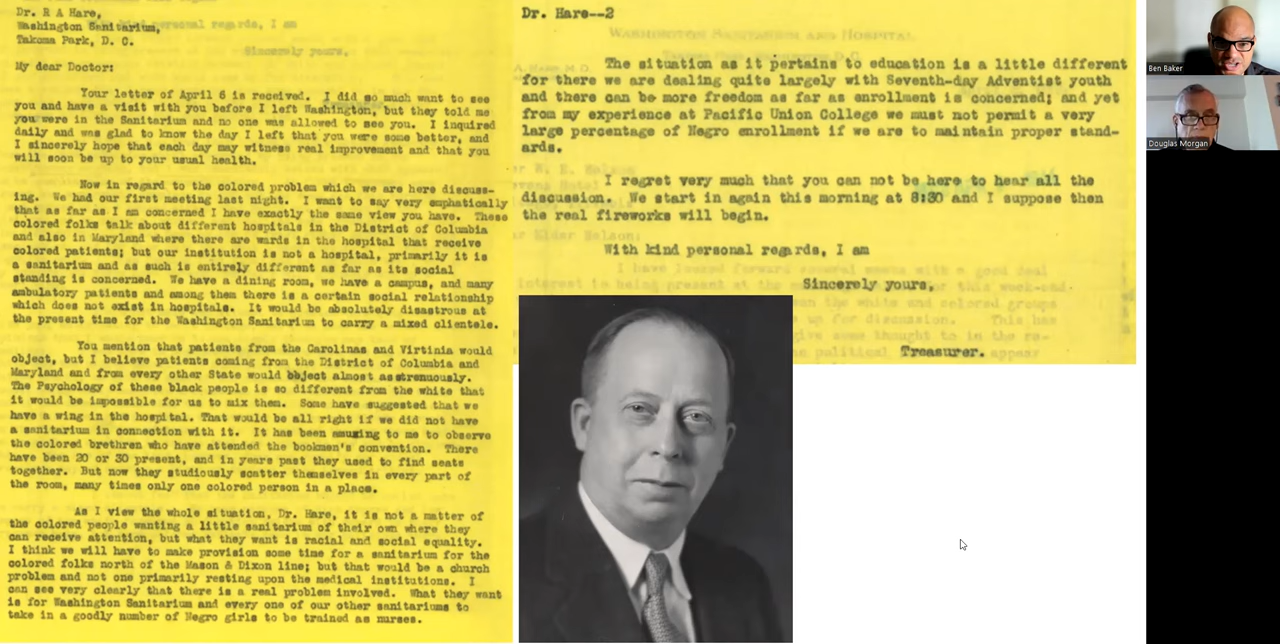 Dr. R A Hare,
Washington Sanitarium,
Takoma Park, D. C.
My dear Doctor:
Your letter of April 6 is received. I did so much want to see
you and have a visit with you before I left Washington, but they told me
you were in the Sanitarium and no one was allowed to see you. I inquired
daily and was glad to know the day I left that you were some better, and
I sincerely hope that each day may witness real improvement and that you
will soon be up to your usual health.
Now in regard to the colored problem which we are here discuss-
ing. We had our first meeting last night. I want to say very emphatically
that as far as I am concerned I have exactly the same view you have. These
colored folks talk about different hospitals in the District of Columbia
and also in Maryland where there are wards in the hospital that receive
colored patients; but our institution is not a hospital, primarily it is
a sanitarium and as such is entirely different as far as its social
standing is concerned. We have a dining room, we have a campus, and many
ambulatory patients and among them there is a certain social relationship
which does not exist in hospitals. It would be absolutely disastrous at
the present time for the Washington Sanitarium to carry a mixed clientele.
You mention that patients from the Carolinas and Virtinia would
object, but I believe patients coming from the District of Columbia and
Maryland and from every other State would object almost as strenuously.
The Psychology of these black people is so different from the white that
it would be impossible for us to mix them. Some have suggested that we
have a wing in the hospital. That would be all right if we did not have
a sanitarium in connection with it. It has been amusing to me to observe
the colored brethren who have attended the bookmen's convention. There
have been 20 or 30 present, and in years past they used to find seats
together. But now they studiously scatter themselves in every part of
the room, many times only one colored person in a place.
As I view the whole situation, Dr. Hare, it is not a matter of
the colored people wanting a little sanitarium of their own where they
can receive attention, but what they want is racial and social equality.
I think we will have to make provision some time for a sanitarium for the
colored folks north of the Mason & Dixon line; but that would be a church
problem and not one primarily resting upon the medical institutions. I
can see very clearly that there is a real problem involved. What they want
is for Washington Sanitarium and every one of our other sanitariums to
take in a goodly number of Negro girls to be trained as nurses.
Dr. Hare--2
WASHINGTON SANITARIUM AND HOSPITAL
The situation as it pertains to education is a little different
for there we are dealing quite largely with Seventh-day Adventist youth
and there can be more freedom as far as enrollment is concerned; and yet
from my experience at Pacific Union College we must not permit a very
large percentage of Negro enrollment if we are to maintain proper stand-
ards.
I regret very much that you can not be here to hear all the
discussion. We start in again this morning at 8:30 and I suppose then
the real fireworks will begin.
With kind personal regards, I am
Sincerely yours,
Treasurer.
Ben Baker
Douglas Morgan